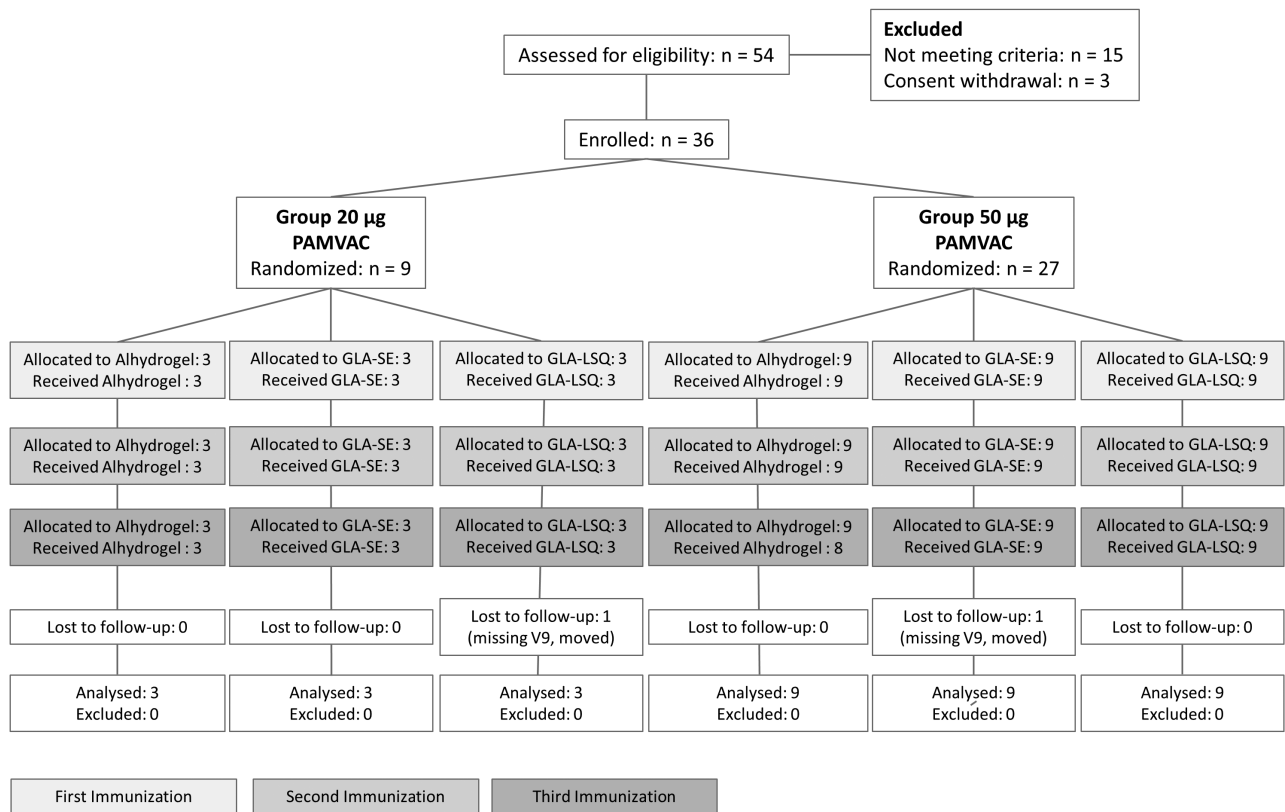 Assessed for eligibility: n = 54
Excluded
Not meeting criteria: n = 15
Consent withdrawal: n = 3
Enrolled: n = 36
Group 20 µg
PAMVAC
Randomized: n = 9
Group 50 µg
PAMVAC
Randomized: n = 27
Allocated to Alhydrogel: 3
Received Alhydrogel : 3
Allocated to GLA-SE: 3
Received GLA-SE: 3
Allocated to GLA-LSQ: 3
Received GLA-LSQ: 3
Allocated to Alhydrogel: 9
Received Alhydrogel : 9
Allocated to GLA-SE: 9
Received GLA-SE: 9
Allocated to GLA-LSQ: 9
Received GLA-LSQ: 9
Allocated to Alhydrogel: 3
Received Alhydrogel : 3
Allocated to GLA-SE: 3
Received GLA-SE: 3
Allocated to GLA-LSQ: 3
Received GLA-LSQ: 3
Allocated to Alhydrogel: 9
Received Alhydrogel : 9
Allocated to GLA-SE: 9
Received GLA-SE: 9
Allocated to GLA-LSQ: 9
Received GLA-LSQ: 9
Allocated to Alhydrogel: 3
Received Alhydrogel : 3
Allocated to GLA-SE: 3
Received GLA-SE: 3
Allocated to GLA-LSQ: 3
Received GLA-LSQ: 3
Allocated to Alhydrogel: 9
Received Alhydrogel : 8
Allocated to GLA-SE: 9
Received GLA-SE: 9
Allocated to GLA-LSQ: 9
Received GLA-LSQ: 9
Lost to follow-up: 0
Lost to follow-up: 0
Lost to follow-up: 1
(missing V9, moved)
Lost to follow-up: 0
Lost to follow-up: 1
(missing V9, moved)
Lost to follow-up: 0
Analysed: 3
Excluded: 0
Analysed: 3
Excluded: 0
Analysed: 3
Excluded: 0
Analysed: 9
Excluded: 0
Analysed: 9
Excluded: 0
Analysed: 9
Excluded: 0
First Immunization
Second Immunization
Third Immunization